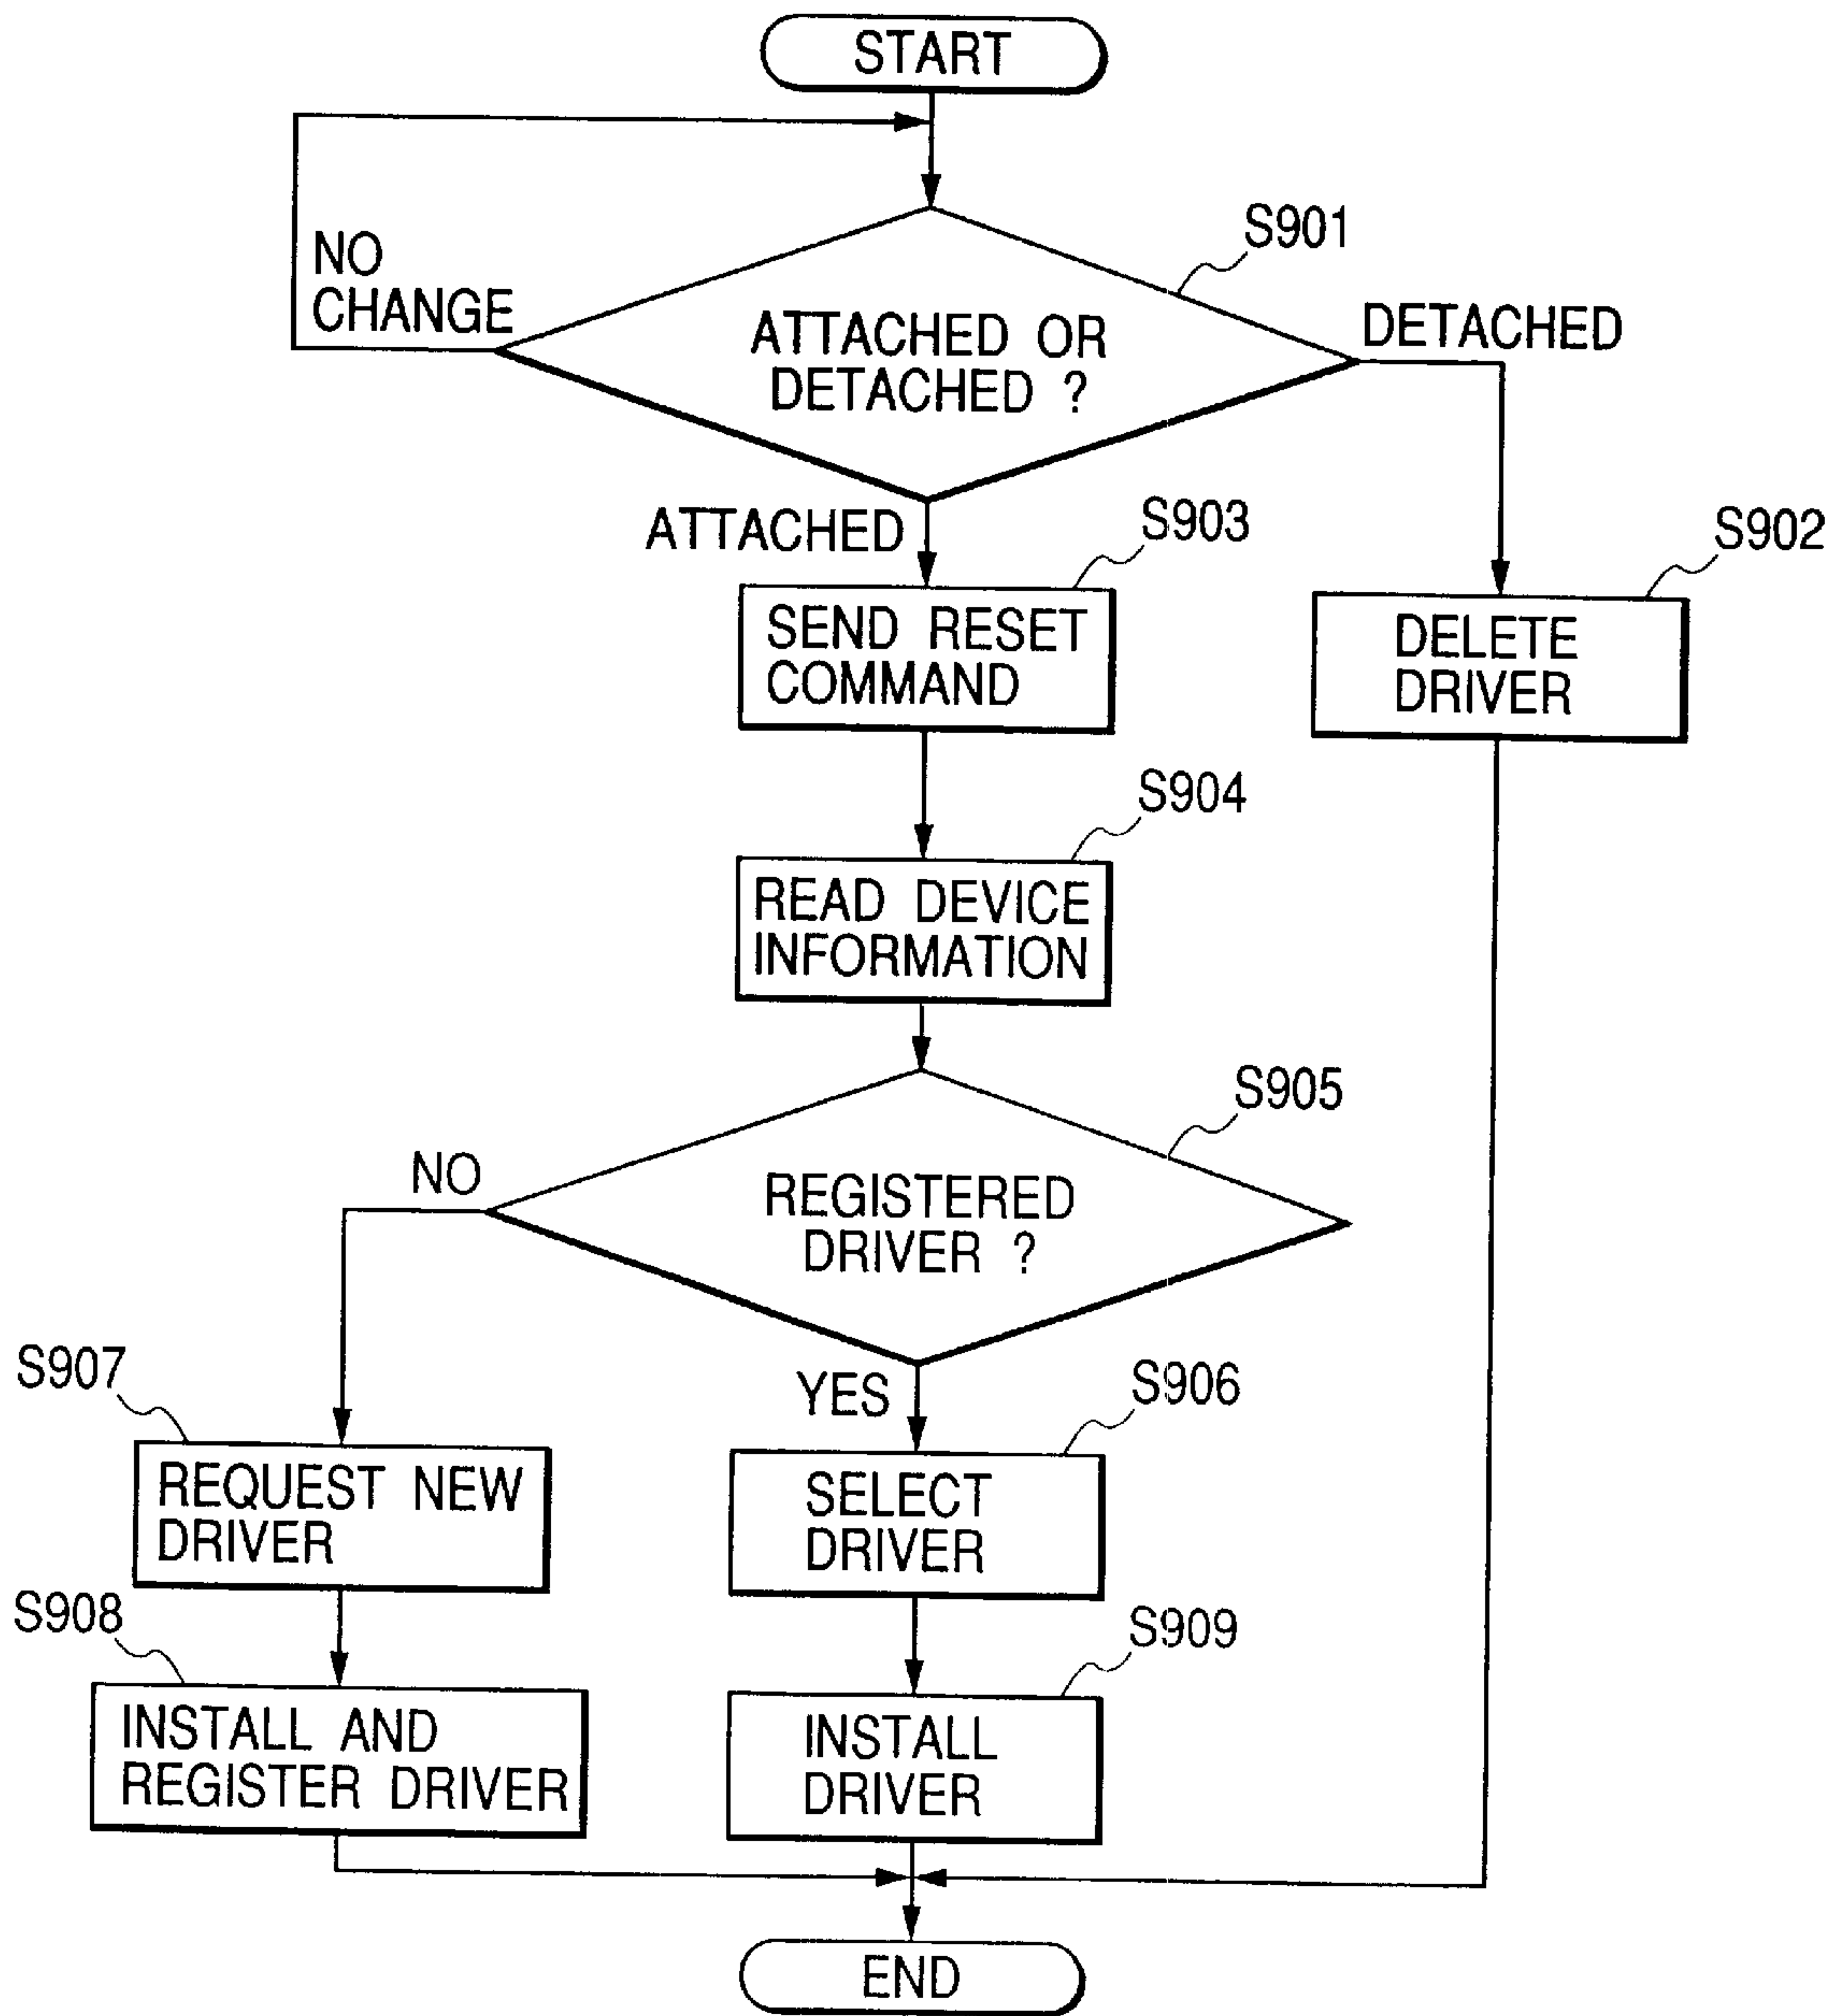 START
S901
NO
CHANGE
ATTACHED OR
DETACHED ?
DETACHED
ATTACHED
S903
S902
SEND RESET
COMMAND
DELETE
DRIVER
S904
READ DEVICE
INFORMATION
S905
NO
REGISTERED
DRIVER ?
S907
YES
S906
REQUEST NEW
DRIVER
SELECT
DRIVER
S908
S909
INSTALL AND
REGISTER DRIVER
INSTALL
DRIVER
END